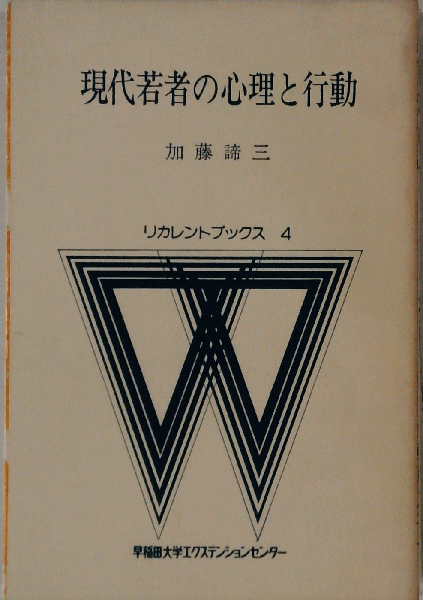 現代若者の心理と行動
加藤諦三
リカレントブックス 4
早稲田大学エクステンションセンター